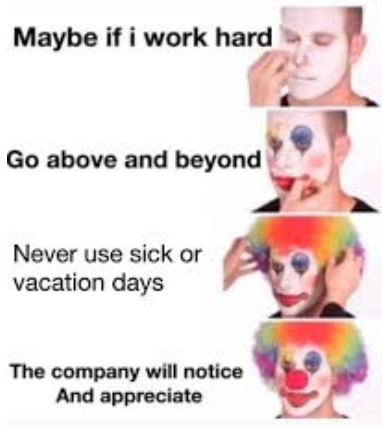 Maybe if i work hard
Go above and beyond
Never use sick or
vacation days
The company will notice
And appreciate